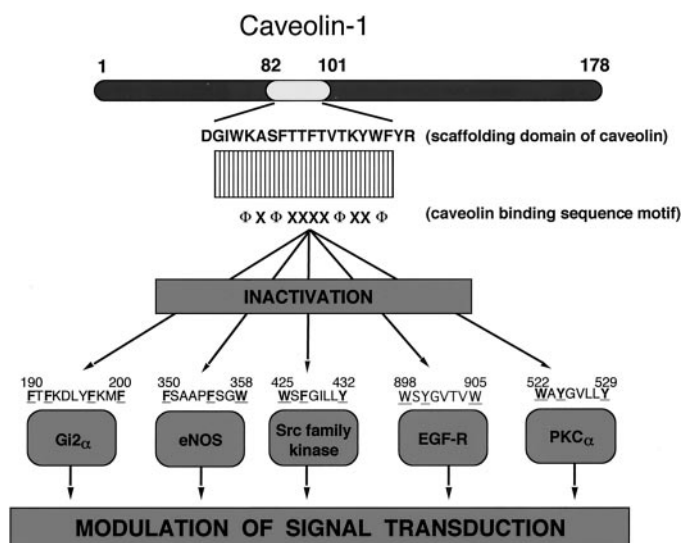 Caveolin-1
1 82 101 178
DGIWKASFTTFTVTKYWFYR (scaffolding domain of caveolin)
Φ X Φ XXXX Φ XX Φ (caveolin binding sequence motif)
INACTIVATION
190 200 350 358 425 432 898 905 522 529
FTFKDLYFKMF FSAAPFSGW WSFGILLY WSYGVTVW WAYGVLLY
Gi2α eNOS Src family kinase EGF-R PKCα
MODULATION OF SIGNAL TRANSDUCTION